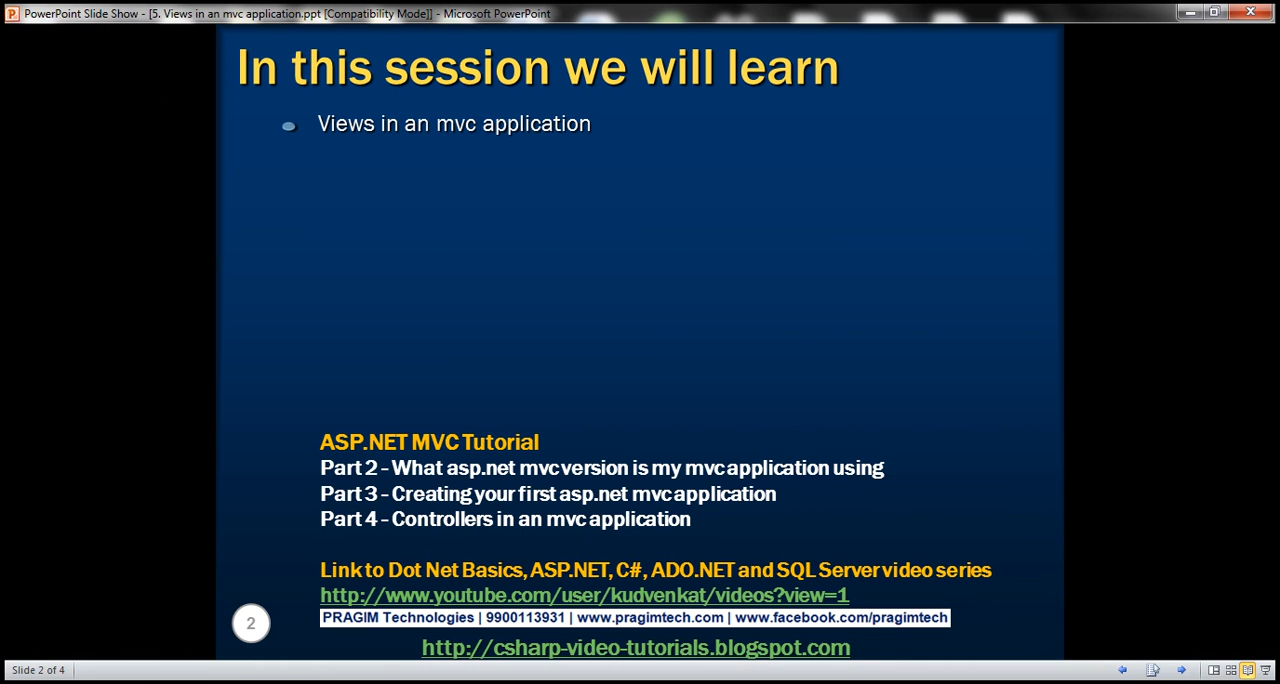 PowerPoint Slide Show - [5. Views in an mvc application.ppt [Compatibility Mode]] - Microsoft PowerPoint
In this session we will learn
Views in an mvc application
ASP.NET MVC Tutorial
Part 2 - What asp.net mvc version is my mvc application using
Part 3 - Creating your first asp.net mvc application
Part 4 - Controllers in an mvc application
Link to Dot Net Basics, ASP.NET, C#, ADO.NET and SQL Server video series
http://www.youtube.com/user/kudvenkat/videos?view=1
PRAGIM Technologies | 9900113931 | www.pragimtech.com | www.facebook.com/pragimtech
2
http://csharp-video-tutorials.blogspot.com
Slide 2 of 4